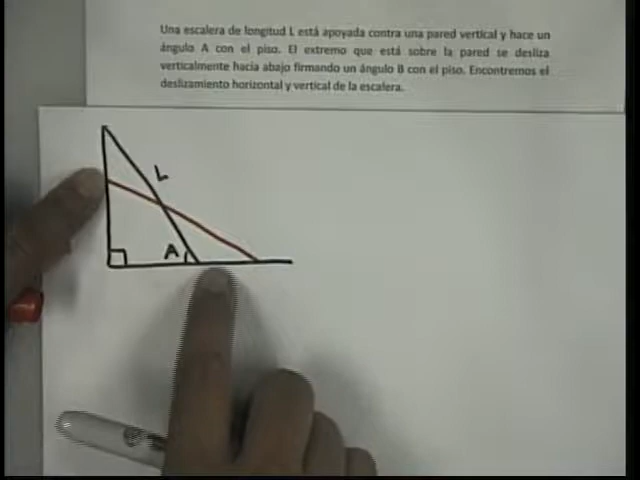 Una escalera de longitud L está apoyada contra una pared vertical y hace un
ángulo A con el piso. El extremo que está sobre la pared se desliza
verticalmente hacia abajo firmando un ángulo B con el piso. Encontremos el
deslizamiento horizontal y vertical de la escalera.
L
A